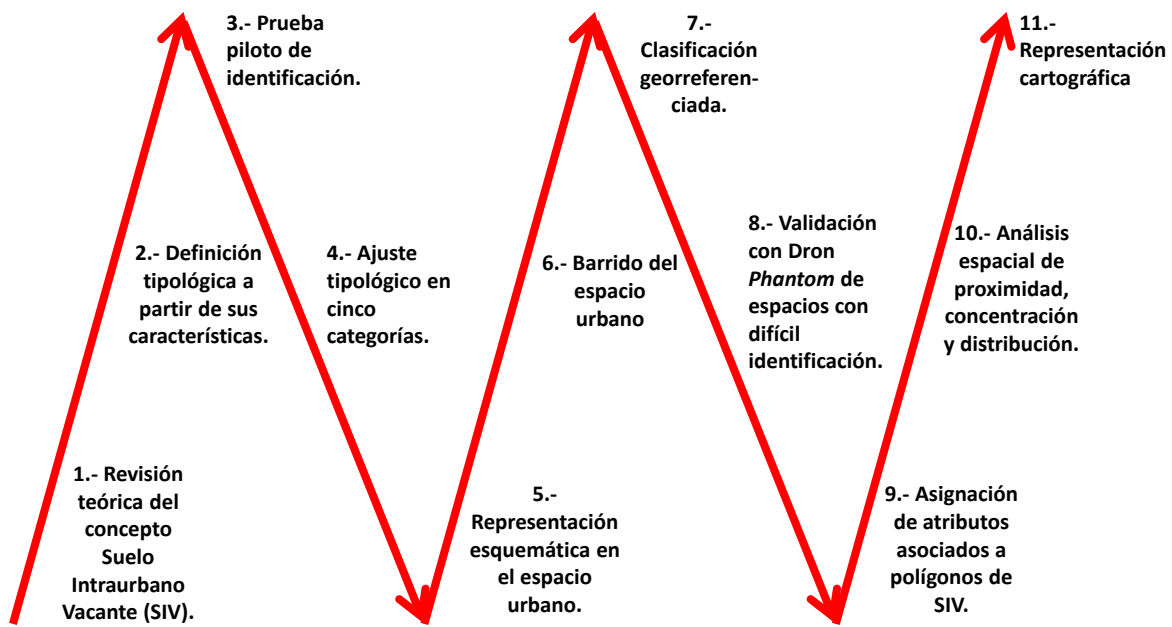 1.- Revisión
teórica del
concepto
Suelo
Intraurbano
Vacante (SIV).
2.- Definición
tipológica a
partir de sus
características.
3.- Prueba
piloto de
identificación.
4.- Ajuste
tipológico en
cinco
categorías.
5.-
Representación
esquemática en
el espacio
urbano.
6.- Barrido del
espacio
urbano
7.-
Clasificación
georreferen-
ciada.
8.- Validación
con Dron
Phantom de
espacios con
difícil
identificación.
9.- Asignación
de atributos
asociados a
polígonos de
SIV.
10.- Análisis
espacial de
proximidad,
concentración
y distribución.
11.-
Representación
cartográfica